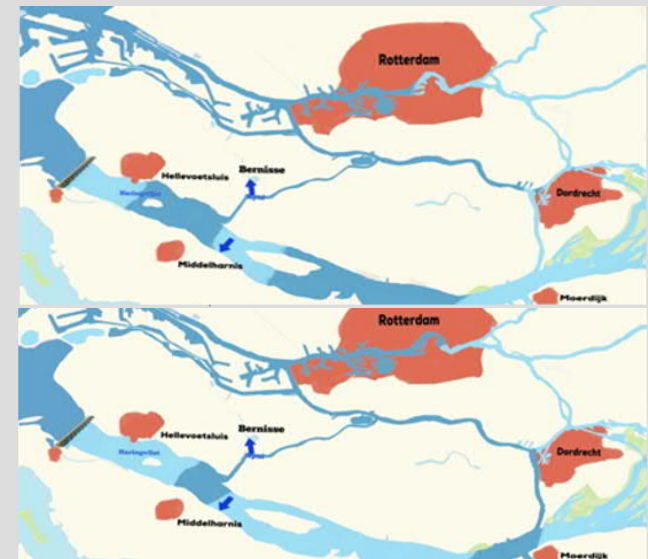 Rotterdam
Hellevoetsluis
Bernisse
Haringvliet
Dordrecht
Middelharnis
Moerdijk
Rotterdam
Hellevoetsluis
Bernisse
Haringvliet
Dordrecht
Middelharnis
Moerdijk